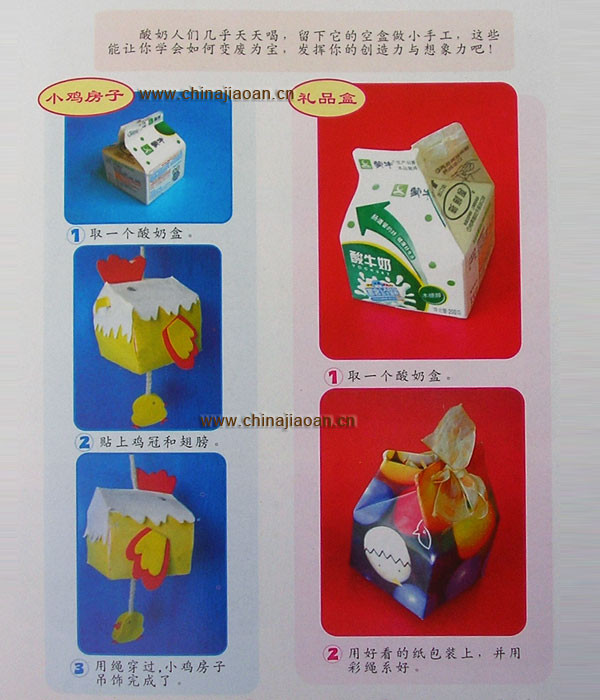 酸奶人们几乎天天喝，留下它的空盒做小手工，这些
能让你学会如何变废为宝，发挥你的创造力与想象力吧！
小鸡房子
www.chinajiaoan.cn
礼品盒
1 取一个酸奶盒。
2 贴上鸡冠和翅膀。
3 用绳穿过，小鸡房子
吊饰完成了。
蒙牛
酸牛奶
1 取一个酸奶盒。
www.chinajiaoan.cn
2 用好看的纸包装上，并用
彩绳系好。